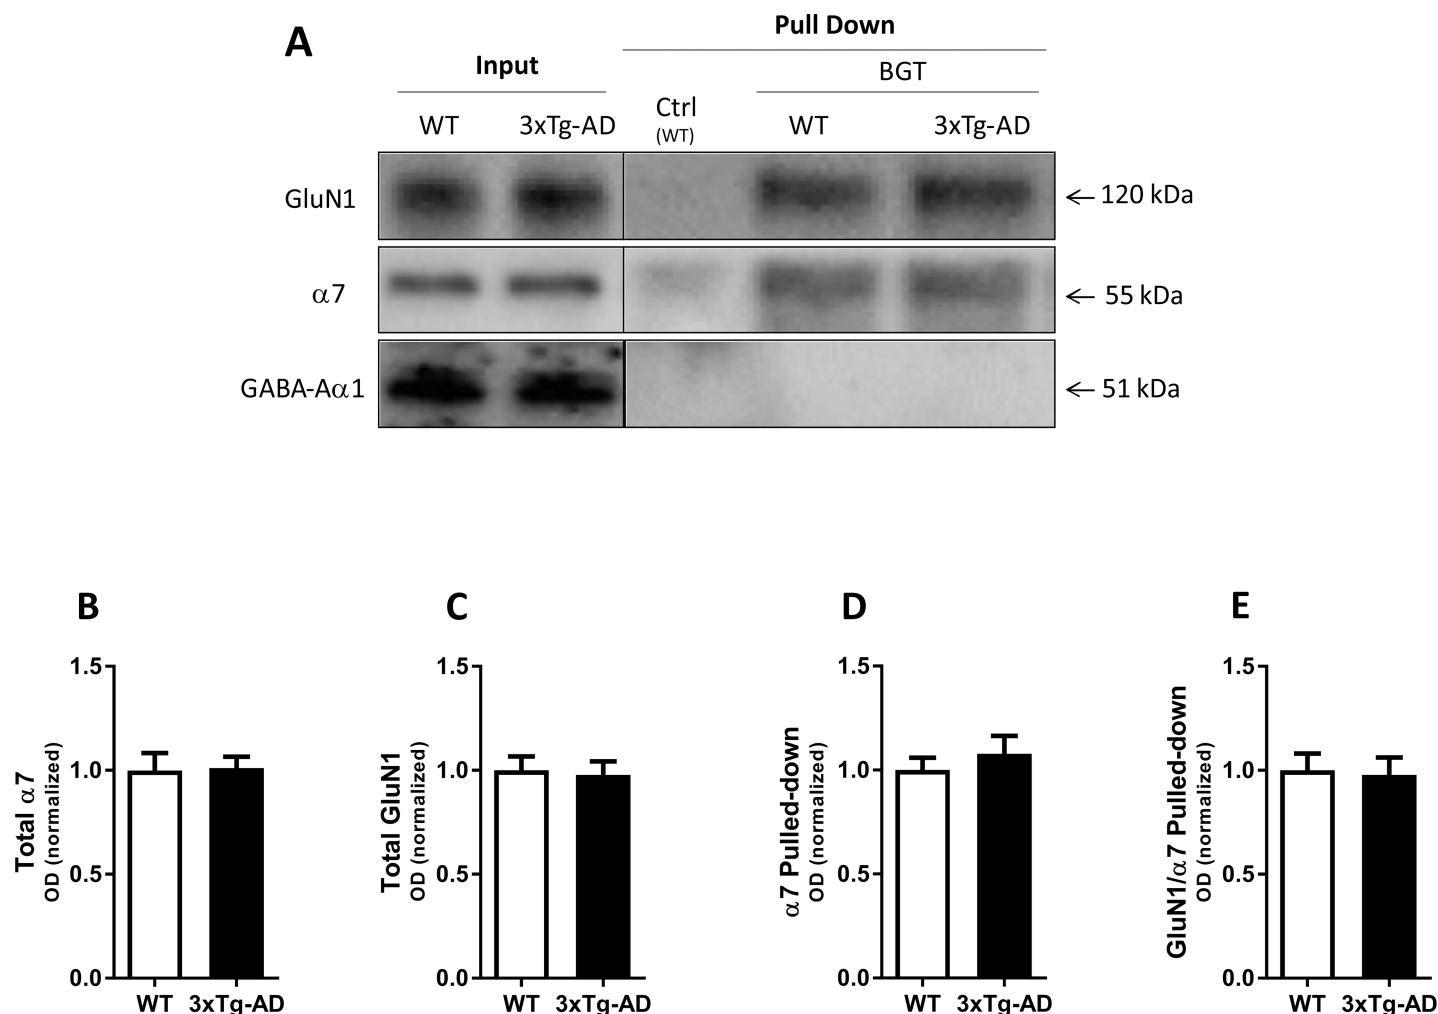 A
Pull Down
Input
BGT
WT 3xTg-AD
Ctrl
(WT)
WT 3xTg-AD
GluN1
← 120 kDa
α7
← 55 kDa
GABA-Aα1
← 51 kDa
B
C
D
E
Total α7
OD (normalized)
1.5
1.0
0.5
0.0
WT 3xTg-AD
Total GluN1
OD (normalized)
1.5
1.0
0.5
0.0
WT 3xTg-AD
α7 Pulled-down
OD (normalized)
1.5
1.0
0.5
0.0
WT 3xTg-AD
GluN1/α7 Pulled-down
OD (normalized)
1.5
1.0
0.5
0.0
WT 3xTg-AD